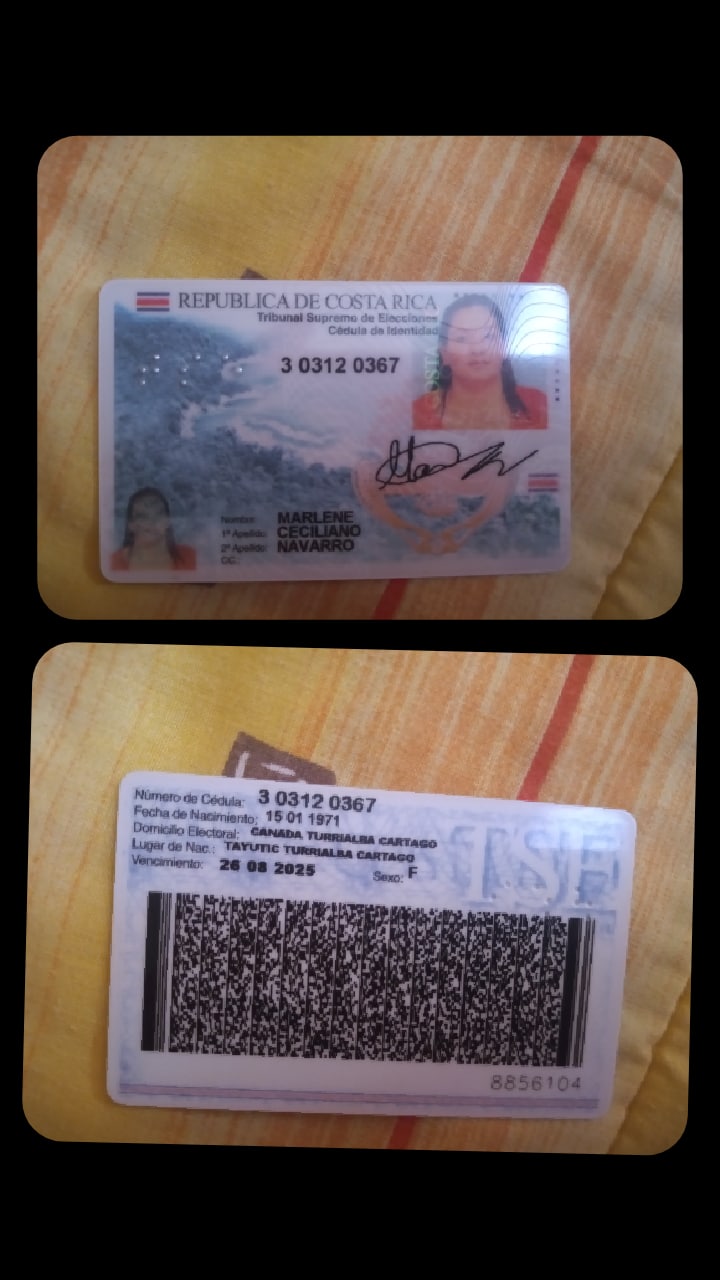 REPUBLICA DE COSTA RICA
Tribunal Supremo de Elecciones
Cédula de Identidad
3 0312 0367
Nombre: MARLENE
1º Apellido: CECILIANO
2º Apellido: NAVARRO
CC:
Número de Cédula: 3 0312 0367
Fecha de Nacimiento: 15 01 1971
Domicilio Electoral: CANADA TURRIALBA CARTAGO
Lugar de Nac.: TAYUTIC TURRIALBA CARTAGO
Vencimiento: 26 08 2025 Sexo: F
TSE
8856104